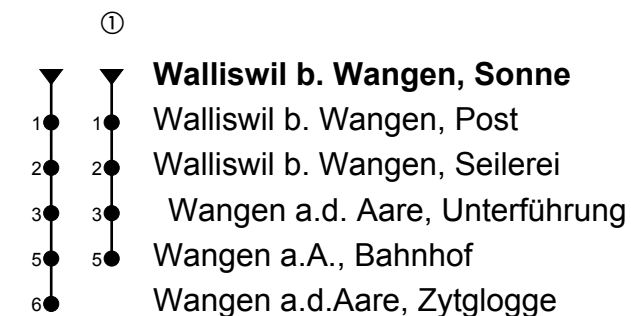 ①
Walliswil b. Wangen, Sonne
1 1 Walliswil b. Wangen, Post
2 2 Walliswil b. Wangen, Seilerei
3 3 Wangen a.d. Aare, Unterführung
5 5 Wangen a.A., Bahnhof
6 Wangen a.d.Aare, Zytglogge